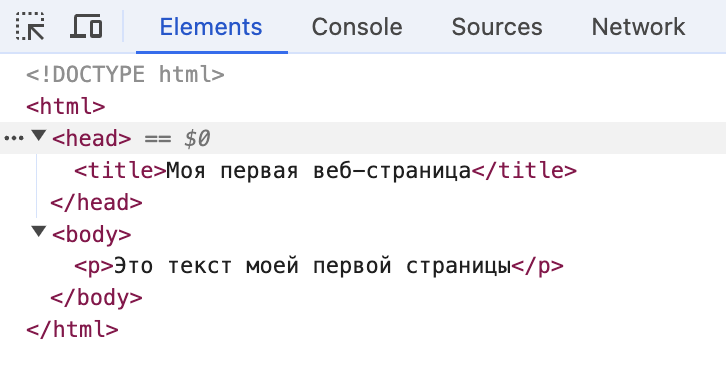 Elements Console Sources Network
<!DOCTYPE html>
<html>
••• ▼ <head> == $0
<title>Моя первая веб-страница</title>
</head>
▼ <body>
<p>Это текст моей первой страницы</p>
</body>
</html>